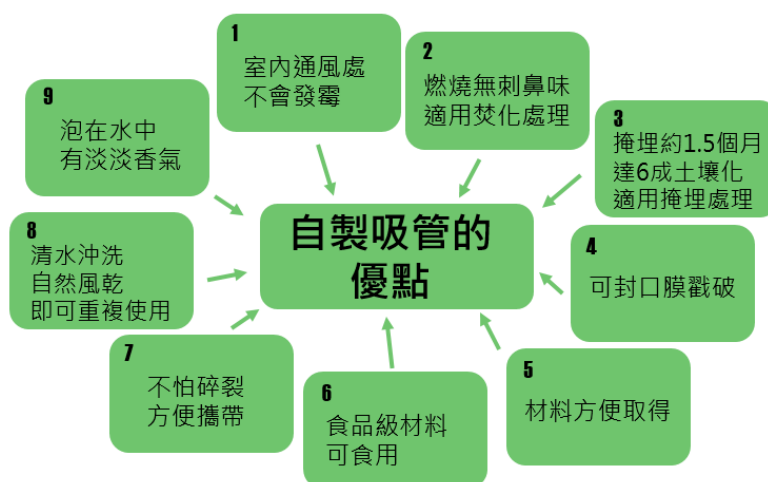 自製吸管的
優點
1
室內通風處
不會發霉
2
燃燒無刺鼻味
適用焚化處理
3
掩埋約1.5個月
達6成土壤化
適用掩埋處理
4
可封口膜戳破
5
材料方便取得
6
食品級材料
可食用
7
不怕碎裂
方便攜帶
8
清水沖洗
自然風乾
即可重複使用
9
泡在水中
有淡淡香氣